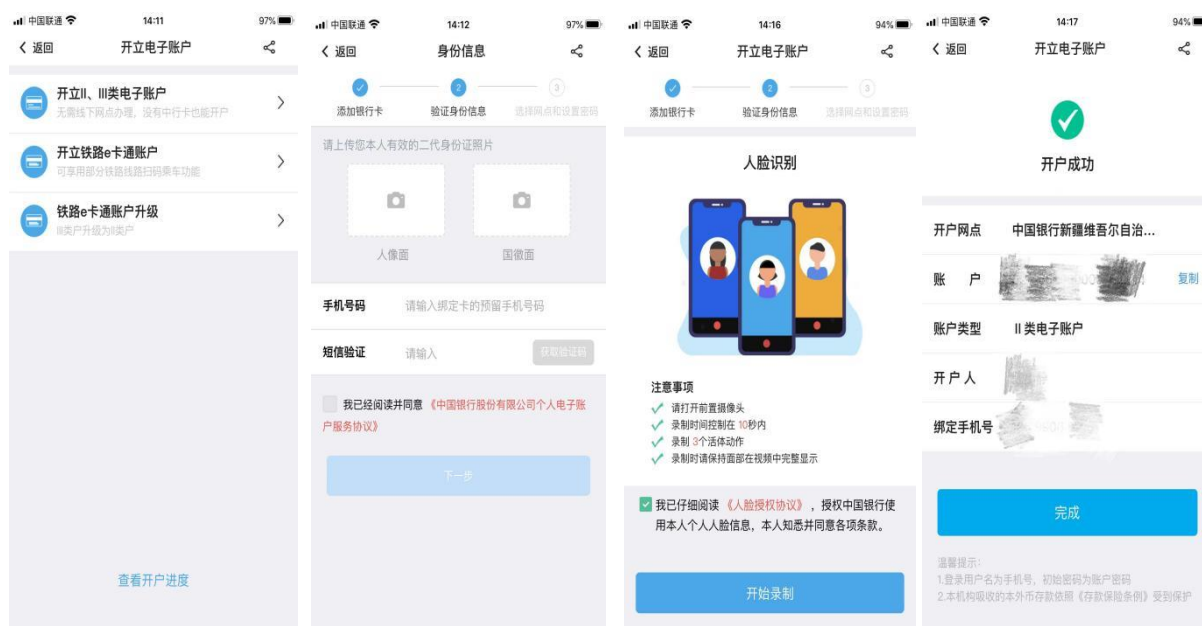 中国联通
14:11
97%
返回
开立电子账户
开立II、III类电子账户
无需线下网点办理，没有中行卡也能开户
开立铁路e卡通账户
可享用部分铁路线路扫码乘车功能
铁路e卡通账户升级
III类户升级为II类户
查看开户进度
中国联通
14:12
97%
返回
身份信息
2
3
添加银行卡
验证身份信息
选择网点和设置密码
请上传您本人有效的二代身份证照片
人像面
国徽面
手机号码
请输入绑定卡的预留手机号码
短信验证
请输入
获取验证码
我已经阅读并同意《中国银行股份有限公司个人电子账
户服务协议》
下一步
中国联通
14:16
94%
返回
开立电子账户
2
3
添加银行卡
验证身份信息
选择网点和设置密码
人脸识别
注意事项
请打开前置摄像头
录制时间控制在 10秒内
录制 3个活体动作
录制时请保持面部在视频中完整显示
我已仔细阅读《人脸授权协议》，授权中国银行使
用本人个人人脸信息，本人知悉并同意各项条款。
开始录制
中国联通
14:17
94%
返回
开立电子账户
开户成功
开户网点 中国银行新疆维吾尔自治...
账 户
复制
账户类型 II 类电子账户
开 户 人
绑定手机号
完成
温馨提示：
1.登录用户名为手机号，初始密码为账户密码
2.本机构吸收的本外币存款依照《存款保险条例》受到保护